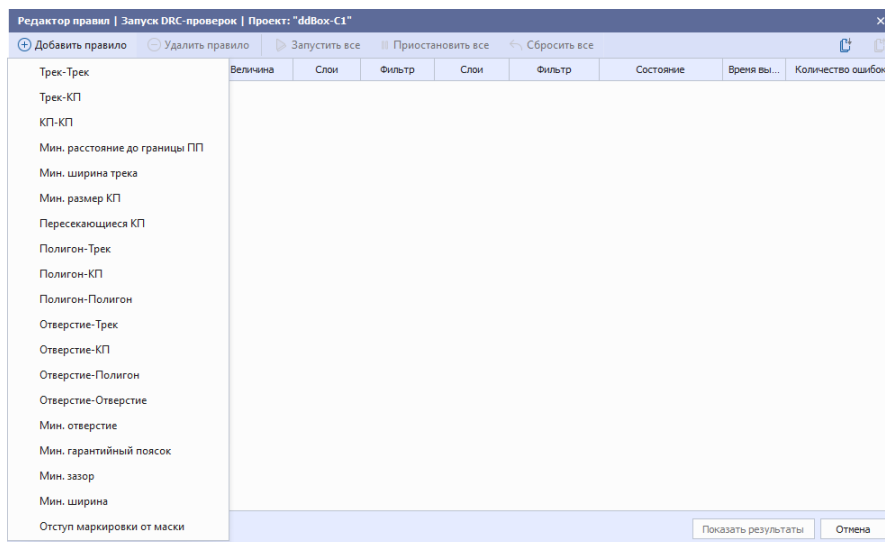 Редактор правил | Запуск DRC-проверок | Проект: "ddBox-C1"
Добавить правило Удалить правило Запустить все Приостановить все Сбросить все
Величина Слои Фильтр Слои Фильтр Состояние Время вы... Количество ошибок
Трек-Трек
Трек-КП
КП-КП
Мин. расстояние до границы ПП
Мин. ширина трека
Мин. размер КП
Пересекающиеся КП
Полигон-Трек
Полигон-КП
Полигон-Полигон
Отверстие-Трек
Отверстие-КП
Отверстие-Полигон
Отверстие-Отверстие
Мин. отверстие
Мин. гарантийный поясок
Мин. зазор
Мин. ширина
Отступ маркировки от маски
Показать результаты Отмена